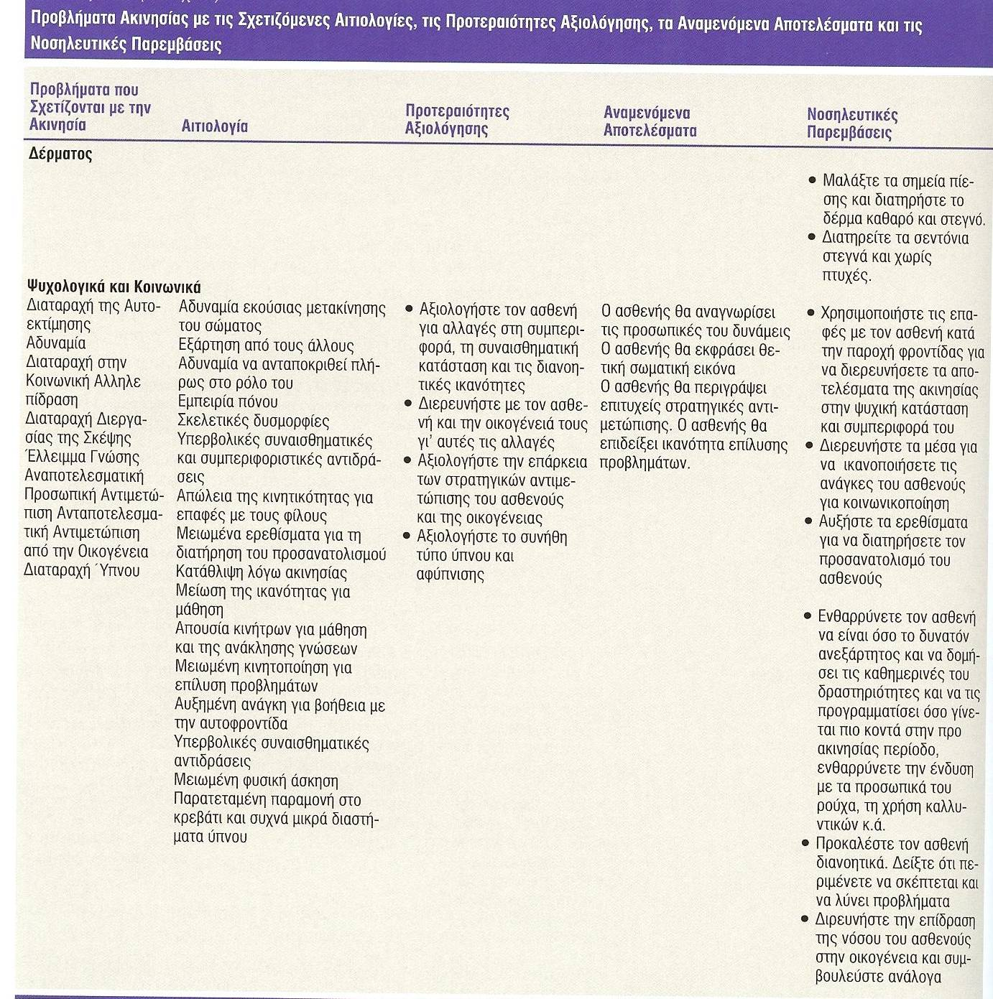 Προβλήματα Ακινησίας με τις Σχετιζόμενες Αιτιολογίες, τις Προτεραιότητες Αξιολόγησης, τα Αναμενόμενα Αποτελέσματα και τις
Νοσηλευτικές Παρεμβάσεις
Προβλήματα που
Σχετίζονται με την
Ακινησία
Αιτιολογία
Προτεραιότητες
Αξιολόγησης
Αναμενόμενα
Αποτελέσματα
Νοσηλευτικές
Παρεμβάσεις
Δέρματος
• Μαλάξτε τα σημεία πίε-
σης και διατηρήστε το
δέρμα καθαρό και στεγνό.
• Διατηρείτε τα σεντόνια
στεγνά και χωρίς
πτυχές.
Ψυχολογικά και Κοινωνικά
Διαταραχή της Αυτο-
εκτίμησης
Αδυναμία
Διαταραχή στην
Κοινωνική Αλληλε
πίδραση
Διαταραχή Διεργα-
σίας της Σκέψης
Έλλειμμα Γνώσης
Αναποτελεσματική
Προσωπική Αντιμετώ-
πιση Ανταποτελεσμα-
τική Αντιμετώπιση
από την Οικογένεια
Διαταραχή Ύπνου
Αδυναμία εκούσιας μετακίνησης
του σώματος
Εξάρτηση από τους άλλους
Αδυναμία να ανταποκριθεί πλή-
ρως στο ρόλο του
Εμπειρία πόνου
Σκελετικές δυσμορφίες
Υπερβολικές συναισθηματικές
και συμπεριφοριστικές αντιδρά-
σεις
Απώλεια της κινητικότητας για
επαφές με τους φίλους
Μειωμένα ερεθίσματα για τη
διατήρηση του προσανατολισμού
Κατάθλιψη λόγω ακινησίας
Μείωση της ικανότητας για
μάθηση
Απουσία κινήτρων για μάθηση
και της ανάκλησης γνώσεων
Μειωμένη κινητοποίηση για
επίλυση προβλημάτων
Αυξημένη ανάγκη για βοήθεια με
την αυτοφροντίδα
Υπερβολικές συναισθηματικές
αντιδράσεις
Μειωμένη φυσική άσκηση
Παρατεταμένη παραμονή στο
κρεβάτι και συχνά μικρά διαστή-
ματα ύπνου
• Αξιολογήστε τον ασθενή
για αλλαγές στη συμπερι-
φορά, τη συναισθηματική
κατάσταση και τις διανοη-
τικές ικανότητες
• Διερευνήστε με τον ασθε-
νή και την οικογένειά τους
γι' αυτές τις αλλαγές
• Αξιολογήστε την επάρκεια
των στρατηγικών αντιμε-
τώπισης του ασθενούς
και της οικογένειας
• Αξιολογήστε το συνήθη
τύπο ύπνου και
αφύπνισης
Ο ασθενής θα αναγνωρίσει
τις προσωπικές του δυνάμεις
Ο ασθενής θα εκφράσει θε-
τική σωματική εικόνα
Ο ασθενής θα περιγράψει
επιτυχείς στρατηγικές αντι-
μετώπισης. Ο ασθενής θα
επιδείξει ικανότητα επίλυσης
προβλημάτων.
• Χρησιμοποιήστε τις επα-
φές με τον ασθενή κατά
την παροχή φροντίδας για
να διερευνήσετε τα απο-
τελέσματα της ακινησίας
στην ψυχική κατάσταση
και συμπεριφορά του
• Διερευνήστε τα μέσα για
να ικανοποιήσετε τις
ανάγκες του ασθενούς
για κοινωνικοποίηση
• Αυξήστε τα ερεθίσματα
για να διατηρήσετε τον
προσανατολισμό του
ασθενούς
• Ενθαρρύνετε τον ασθενή
να είναι όσο το δυνατόν
ανεξάρτητος και να δομή-
σει τις καθημερινές του
δραστηριότητες και να τις
προγραμματίσει όσο γίνε-
ται πιο κοντά στην προ
ακινησίας περίοδο,
ενθαρρύνετε την ένδυση
με τα προσωπικά του
ρούχα, τη χρήση καλλυ-
ντικών κ.ά.
• Προκαλέστε τον ασθενή
διανοητικά. Δείξτε ότι πε-
ριμένετε να σκέπτεται και
να λύνει προβλήματα
• Διρευνήστε την επίδραση
της νόσου του ασθενούς
στην οικογένεια και συμ-
βουλεύστε ανάλογα